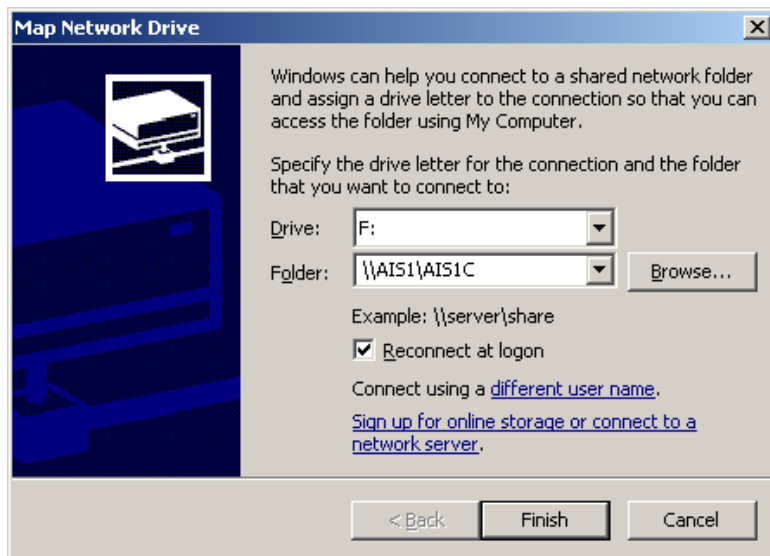 Map Network Drive
Windows can help you connect to a shared network folder
and assign a drive letter to the connection so that you can
access the folder using My Computer.
Specify the drive letter for the connection and the folder
that you want to connect to:
Drive: F:
Folder: \\AIS1\AIS1C Browse...
Example: \\server\share
Reconnect at logon
Connect using a different user name.
Sign up for online storage or connect to a
network server.
< Back Finish Cancel